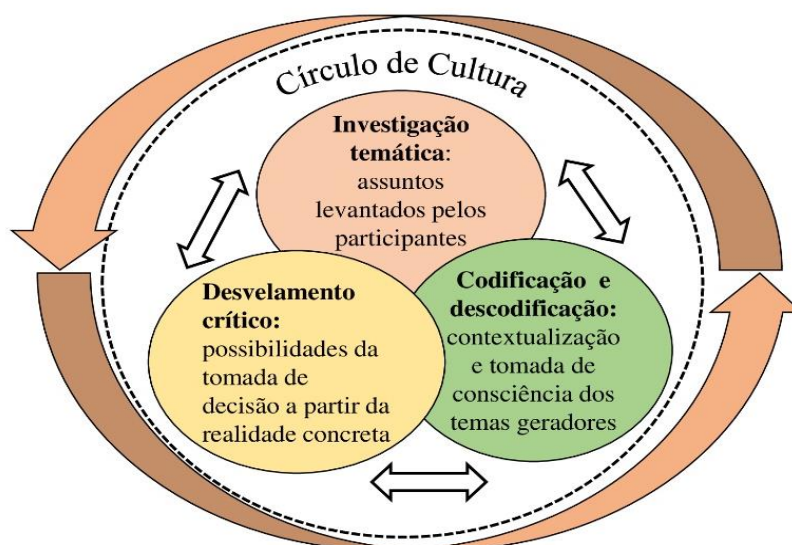 Círculo de Cultura
Investigação
temática:
assuntos
levantados pelos
participantes
Desvelamento
crítico:
possibilidades da
tomada de
decisão a partir da
realidade concreta
Codificação e
descodificação:
contextualização
e tomada de
consciência dos
temas geradores